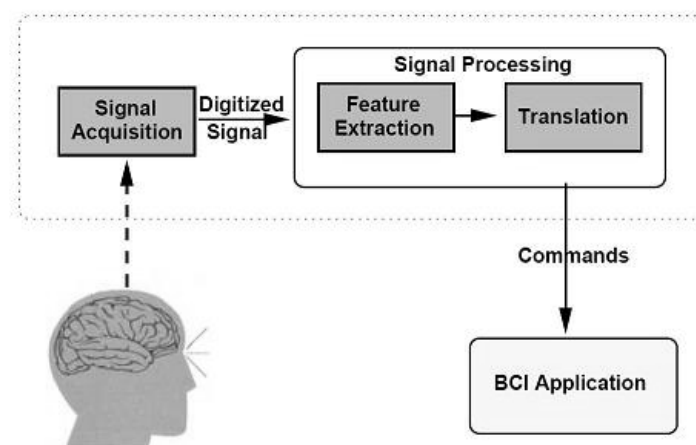 Signal Processing
Signal
Acquisition
Digitized
Signal
Feature
Extraction
Translation
Commands
BCI Application